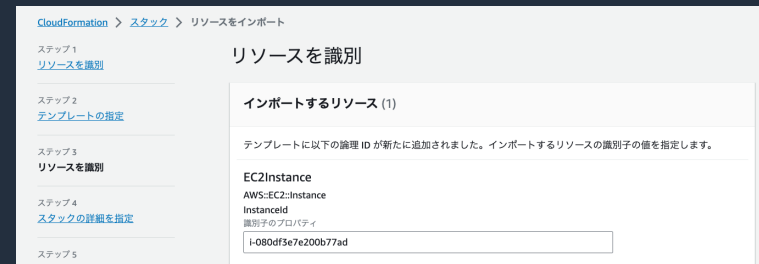 CloudFormation > スタック > リソースをインポート
ステップ 1
リソースを識別
ステップ 2
テンプレートの指定
ステップ 3
リソースを識別
ステップ 4
スタックの詳細を指定
ステップ 5
リソースを識別
インポートするリソース (1)
テンプレートに以下の論理 ID が新たに追加されました。インポートするリソースの識別子の値を指定します。
EC2Instance
AWS::EC2::Instance
InstanceId
識別子のプロパティ
i-080df3e7e200b77ad